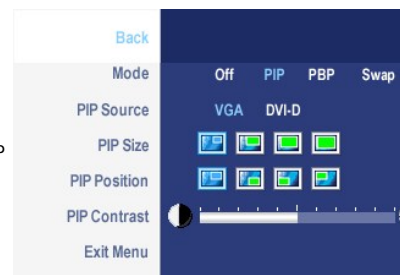 Back
Mode Off PIP PBP Swap
PIP Source VGA DVI-D
PIP Size
PIP Position
PIP Contrast
Exit Menu